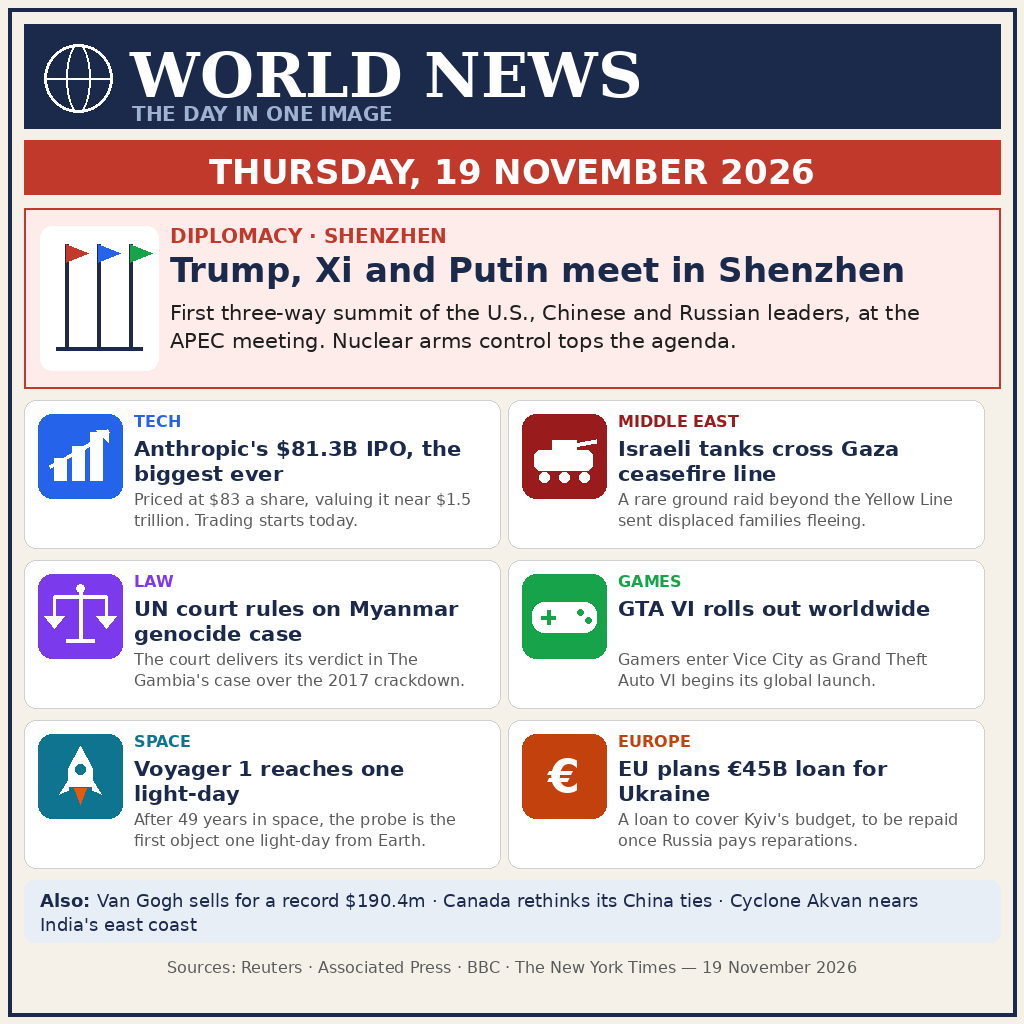 WORLD NEWS
THE DAY IN ONE IMAGE
THURSDAY, 19 NOVEMBER 2026
DIPLOMACY · SHENZHEN
Trump, Xi and Putin meet in Shenzhen
First three-way summit of the U.S., Chinese and Russian leaders, at the
APEC meeting. Nuclear arms control tops the agenda.
TECH
Anthropic's $81.3B IPO, the
biggest ever
Priced at $83 a share, valuing it near $1.5
trillion. Trading starts today.
MIDDLE EAST
Israeli tanks cross Gaza
ceasefire line
A rare ground raid beyond the Yellow Line
sent displaced families fleeing.
LAW
UN court rules on Myanmar
genocide case
The court delivers its verdict in The
Gambia's case over the 2017 crackdown.
GAMES
GTA VI rolls out worldwide
Gamers enter Vice City as Grand Theft
Auto VI begins its global launch.
SPACE
Voyager 1 reaches one
light-day
After 49 years in space, the probe is the
first object one light-day from Earth.
€
EUROPE
EU plans €45B loan for
Ukraine
A loan to cover Kyiv's budget, to be repaid
once Russia pays reparations.
Also: Van Gogh sells for a record $190.4m · Canada rethinks its China ties · Cyclone Akvan nears
India's east coast
Sources: Reuters · Associated Press · BBC · The New York Times — 19 November 2026